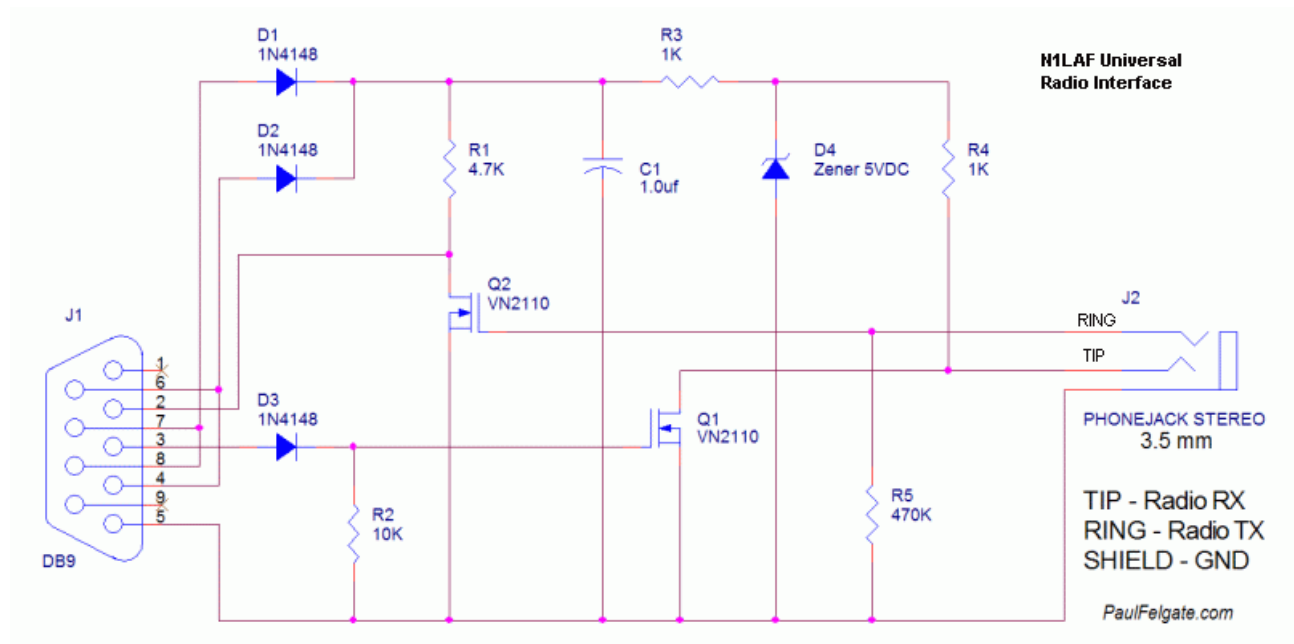 D1
1N4148
R3
1K
N1LAF Universal
Radio Interface
D2
1N4148
R1
4.7K
C1
1.0uf
D4
Zener 5VDC
R4
1K
Q2
VN2110
J2
J1
RING
TIP
1
6
2
7
3
8
4
9
5
D3
1N4148
Q1
VN2110
PHONEJACK STEREO
3.5 mm
R2
10K
R5
470K
TIP - Radio RX
RING - Radio TX
SHIELD - GND
DB9
PaulFelgate.com